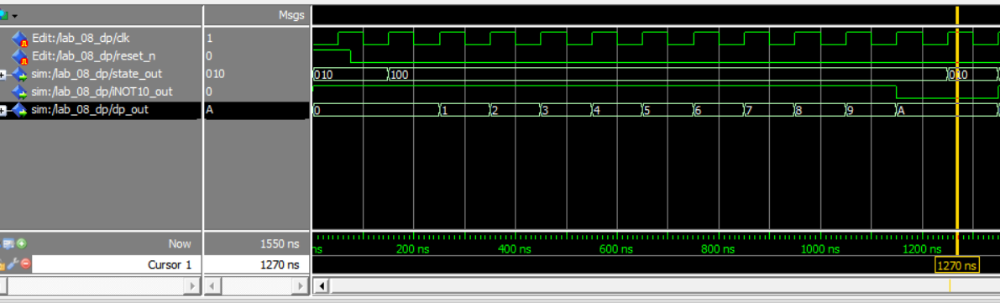 Msgs
Edit:/lab_08_dp/clk 1
Edit:/lab_08_dp/reset_n 0
sim:/lab_08_dp/state_out 010 010 100 010
sim:/lab_08_dp/iNOT10_out 0
sim:/lab_08_dp/dp_out A 0 1 2 3 4 5 6 7 8 9 A
Now 1550 ns ns 200 ns 400 ns 600 ns 800 ns 1000 ns 1200 ns
Cursor 1 1270 ns 1270 ns